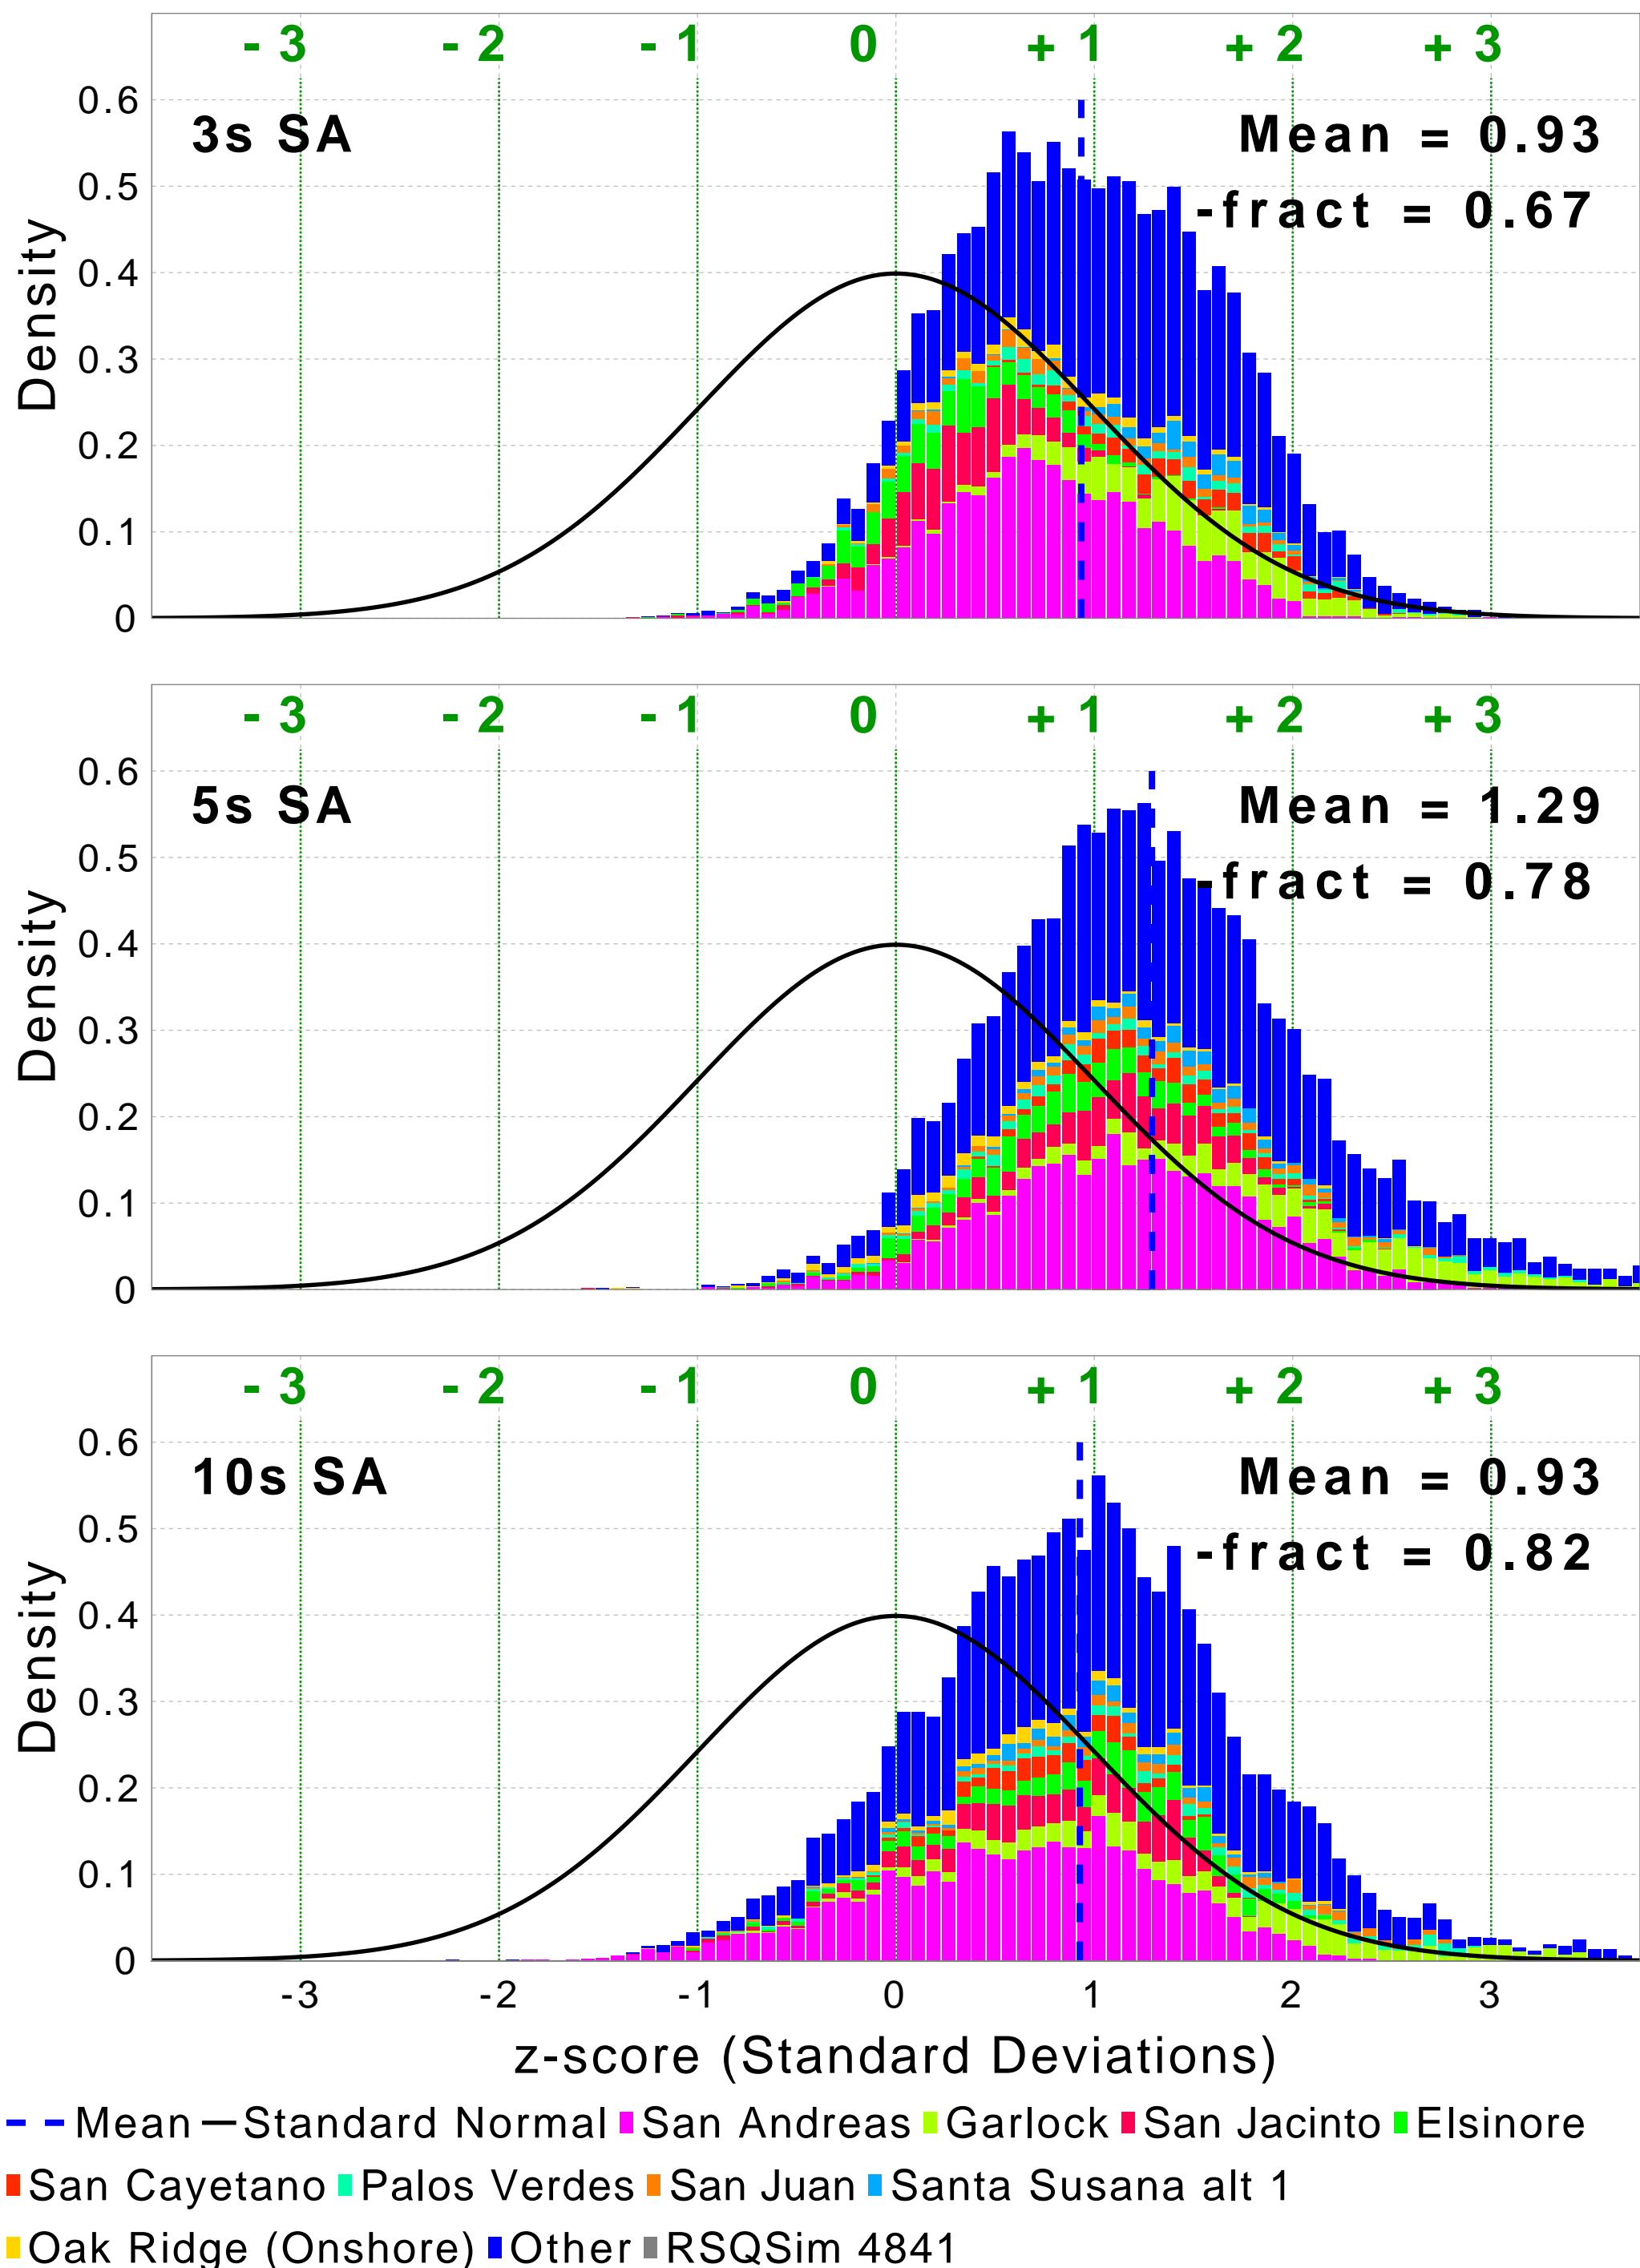 - 3 - 2 - 1 0 + 1 + 2 + 3
0.6
3s SA
Mean = 0.93
0.5
-fract = 0.67
0.4
Density
0.3
0.2
0.1
0
- 3 - 2 - 1 0 + 1 + 2 + 3
0.6
5s SA
Mean = 1.29
0.5
-fract = 0.78
0.4
Density
0.3
0.2
0.1
0
- 3 - 2 - 1 0 + 1 + 2 + 3
0.6
10s SA
Mean = 0.93
0.5
-fract = 0.82
0.4
Density
0.3
0.2
0.1
0
-3 -2 -1 0 1 2 3
z-score (Standard Deviations)
Mean Standard Normal San Andreas Garlock San Jacinto Elsinore
San Cayetano Palos Verdes San Juan Santa Susana alt 1
Oak Ridge (Onshore) Other RSQSim 4841